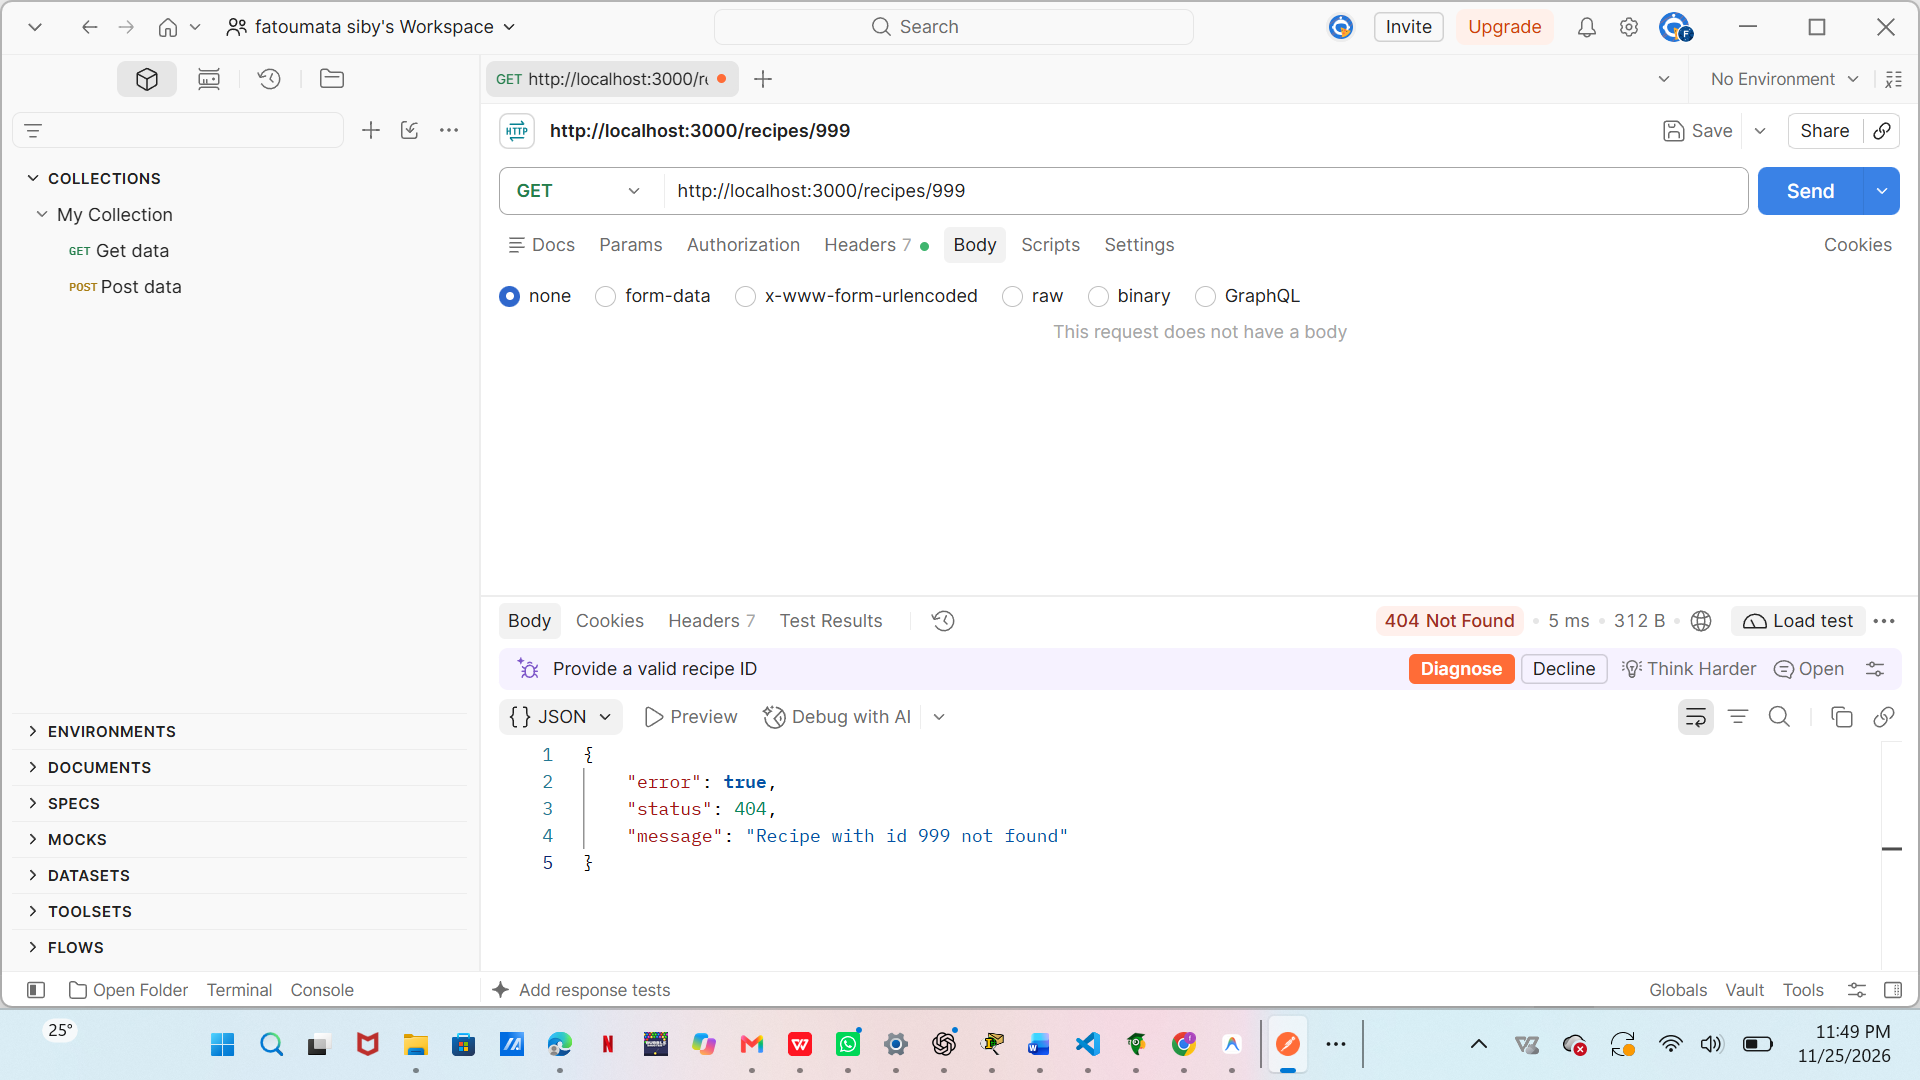 fatoumata siby's Workspace
Search
Invite
Upgrade
F
GET http://localhost:3000/re
No Environment
HTTP http://localhost:3000/recipes/999
Save
Share
COLLECTIONS
My Collection
GET Get data
POST Post data
GET http://localhost:3000/recipes/999
Send
Docs Params Authorization Headers 7 Body Scripts Settings Cookies
none form-data x-www-form-urlencoded raw binary GraphQL
This request does not have a body
Body Cookies Headers 7 Test Results
404 Not Found • 5 ms • 312 B • Load test
Provide a valid recipe ID
Diagnose Decline Think Harder Open
{} JSON Preview Debug with AI
1 {
2 "error": true,
3 "status": 404,
4 "message": "Recipe with id 999 not found"
5 }
ENVIRONMENTS
DOCUMENTS
SPECS
MOCKS
DATASETS
TOOLSETS
FLOWS
Open Folder Terminal Console
Add response tests
Globals Vault Tools
25°
11:49 PM
11/25/2026